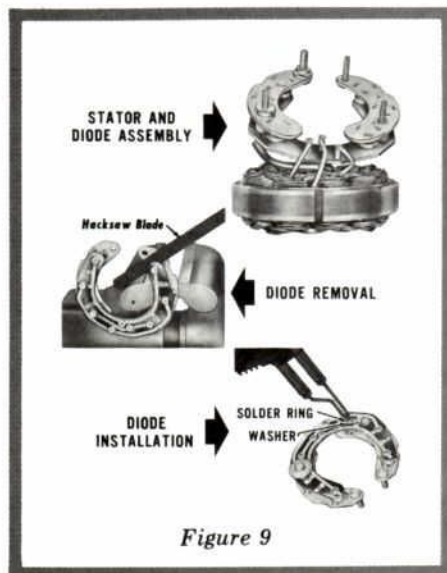 STATOR AND
DIODE ASSEMBLY
Hacksaw Blade
DIODE REMOVAL
DIODE
INSTALLATION
SOLDER RING
WASHER
Figure 9